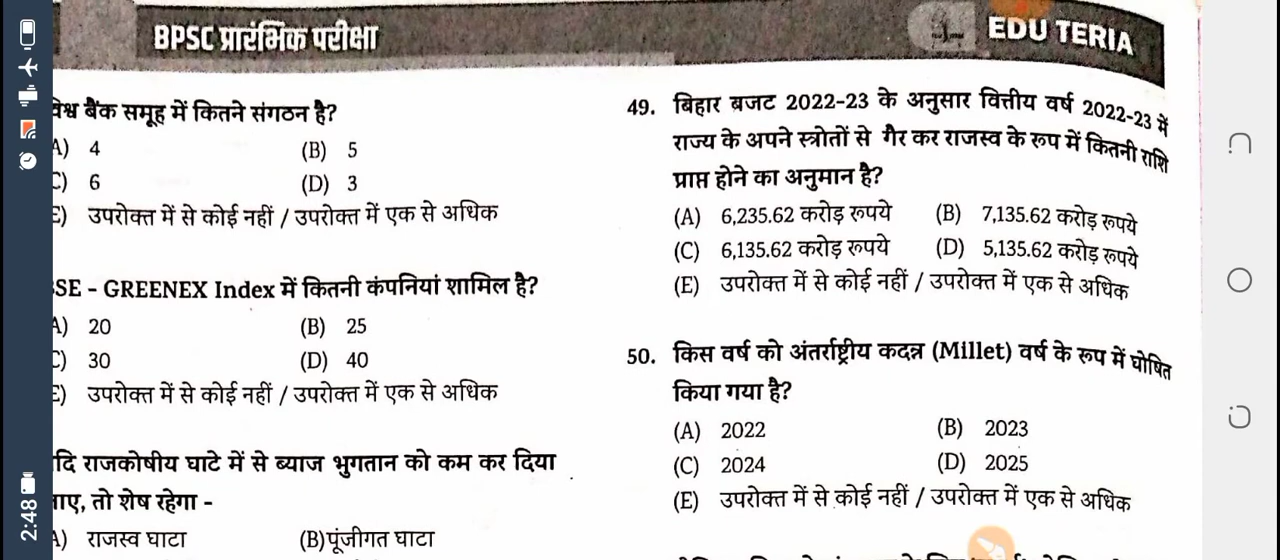 BPSC प्रारंभिक परीक्षा
EDU TERIA
बैंक समूह में कितने संगठन है?
A) 4 (B) 5
C) 6 (D) 3
E) उपरोक्त में से कोई नहीं / उपरोक्त में एक से अधिक
SE - GREENEX Index में कितनी कंपनियां शामिल है?
A) 20 (B) 25
C) 30 (D) 40
E) उपरोक्त में से कोई नहीं / उपरोक्त में एक से अधिक
दि राजकोषीय घाटे में से ब्याज भुगतान को कम कर दिया
जाए, तो शेष रहेगा -
A) राजस्व घाटा (B)पूंजीगत घाटा
49. बिहार बजट 2022-23 के अनुसार वित्तीय वर्ष 2022-23 में
राज्य के अपने स्त्रोतों से गैर कर राजस्व के रूप में कितनी राशि
प्राप्त होने का अनुमान है?
(A) 6,235.62 करोड़ रूपये (B) 7,135.62 करोड़ रूपये
(C) 6,135.62 करोड़ रूपये (D) 5,135.62 करोड़ रूपये
(E) उपरोक्त में से कोई नहीं / उपरोक्त में एक से अधिक
50. किस वर्ष को अंतर्राष्ट्रीय कदन्न (Millet) वर्ष के रूप में घोषित
किया गया है?
(A) 2022 (B) 2023
(C) 2024 (D) 2025
(E) उपरोक्त में से कोई नहीं / उपरोक्त में एक से अधिक
2:48